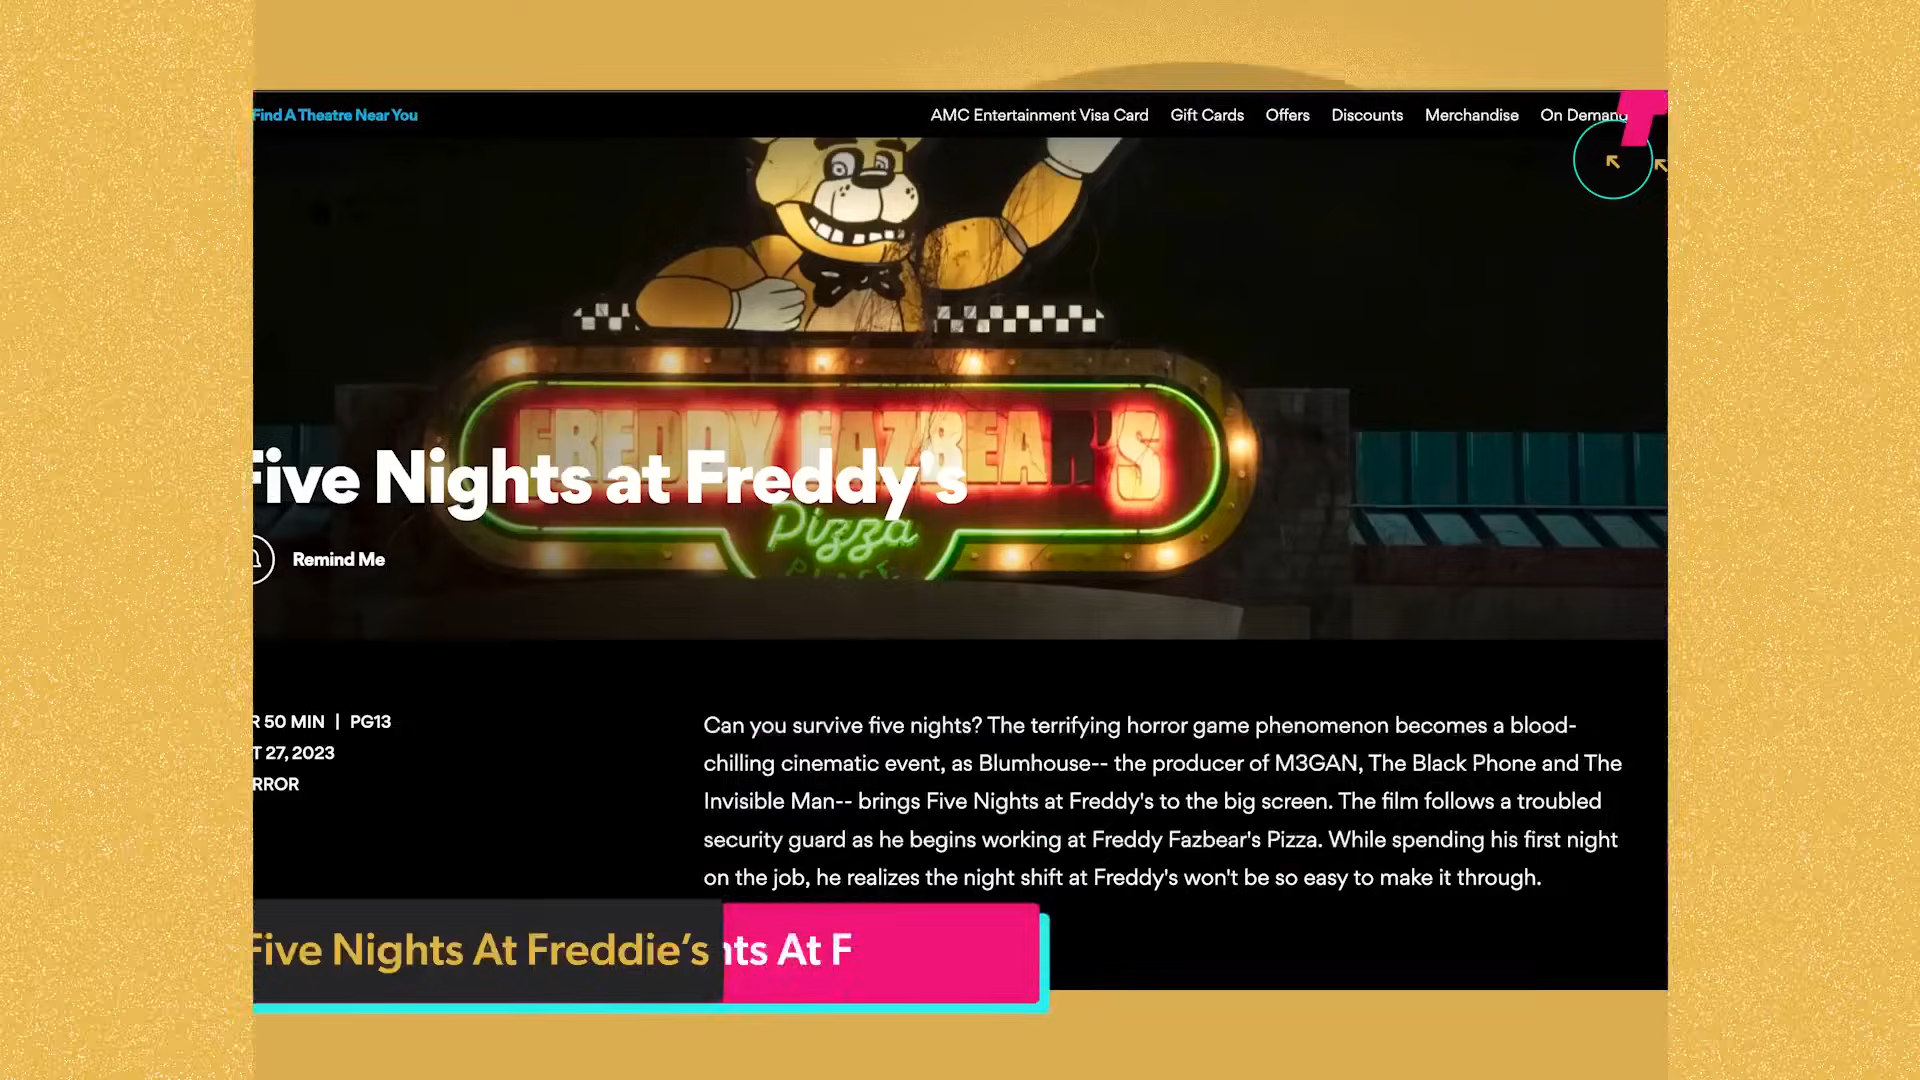 Find A Theatre Near You
AMC Entertainment Visa Card Gift Cards Offers Discounts Merchandise On Demand
FREDDY FAZBEAR'S
Five Nights at Freddy's
Pizza
Remind Me
R 50 MIN | PG13
T 27, 2023
RROR
Can you survive five nights? The terrifying horror game phenomenon becomes a blood-
chilling cinematic event, as Blumhouse-- the producer of M3GAN, The Black Phone and The
Invisible Man-- brings Five Nights at Freddy's to the big screen. The film follows a troubled
security guard as he begins working at Freddy Fazbear's Pizza. While spending his first night
on the job, he realizes the night shift at Freddy's won't be so easy to make it through.
Five Nights At Freddie’s
nts At F